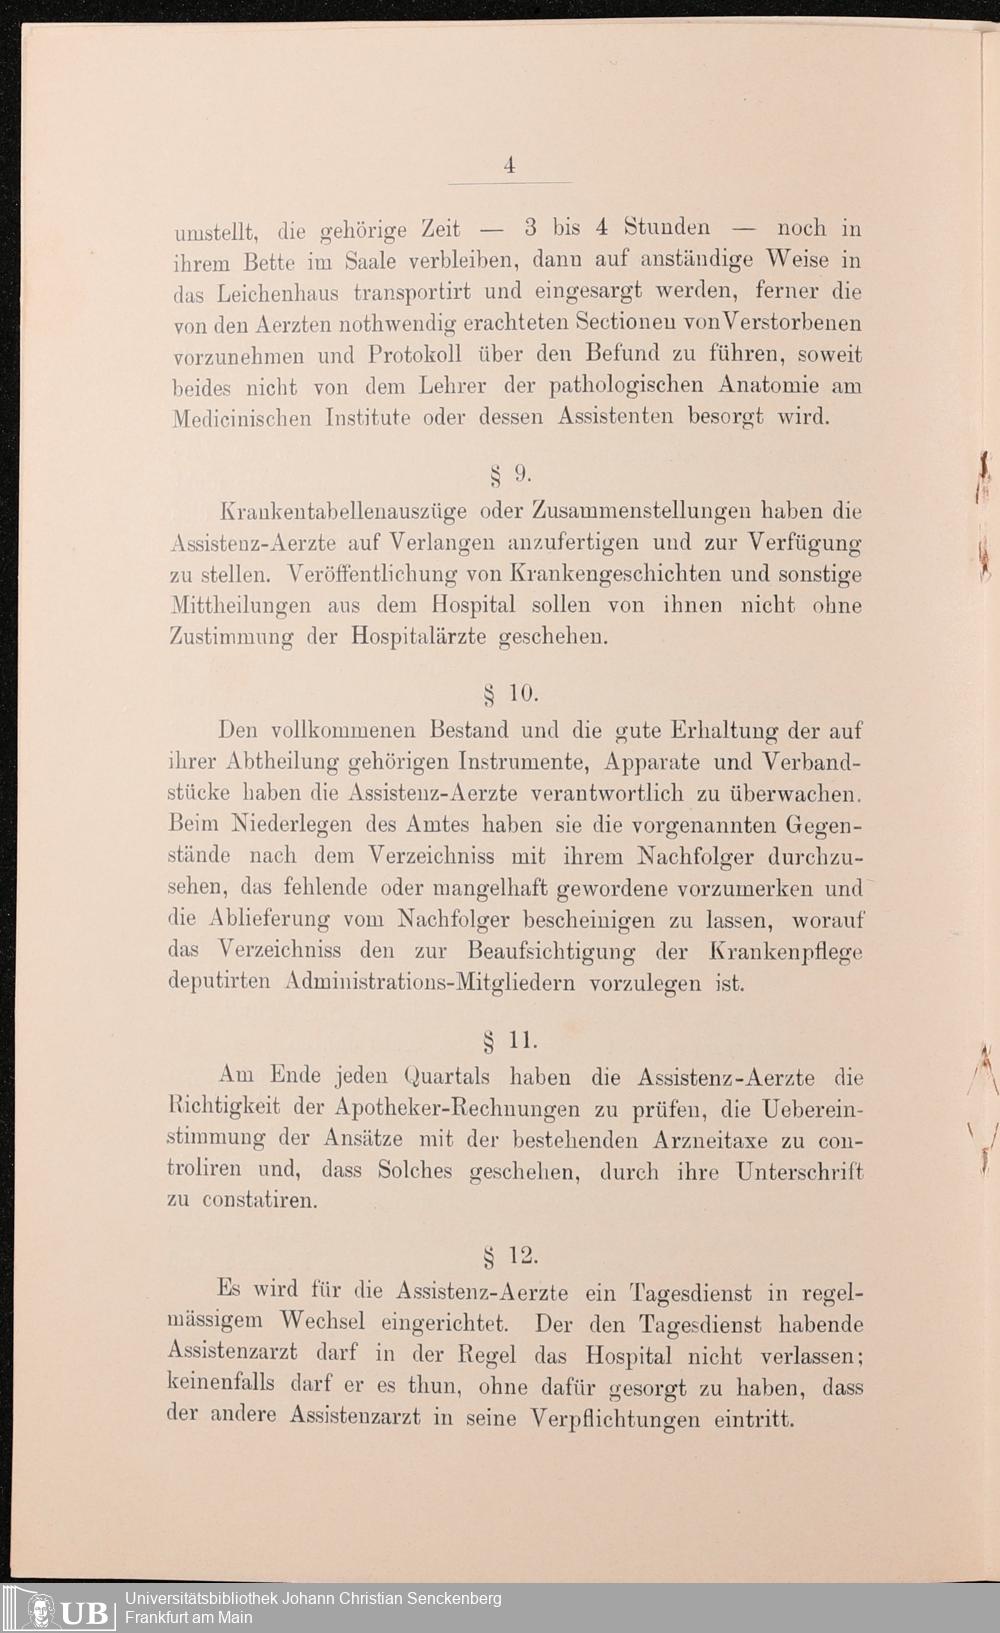 4
umstellt, die gehörige Zeit — 3 bis 4 Stunden — noch in
ihrem Bette im Saale verbleiben, dann auf anständige Weise in
das Leichenhaus transportirt und eingesargt werden, ferner die
von den Aerzten nothwendig erachteten Sectionen von Verstorbenen
vorzunehmen und Protokoll über den Befund zu führen, soweit
beides nicht von dem Lehrer der pathologischen Anatomie am
Medicinischen Institute oder dessen Assistenten besorgt wird.
§ 9.
Krankentabellenauszüge oder Zusammenstellungen haben die
Assistenz-Aerzte auf Verlangen anzufertigen und zur Verfügung
zu stellen. Veröffentlichung von Krankengeschichten und sonstige
Mittheilungen aus dem Hospital sollen von ihnen nicht ohne
Zustimmung der Hospitalärzte geschehen.
§ 10.
Den vollkommenen Bestand und die gute Erhaltung der auf
ihrer Abtheilung gehörigen Instrumente, Apparate und Verband-
stücke haben die Assistenz-Aerzte verantwortlich zu überwachen.
Beim Niederlegen des Amtes haben sie die vorgenannten Gegen-
stände nach dem Verzeichniss mit ihrem Nachfolger durchzu-
sehen, das fehlende oder mangelhaft gewordene vorzumerken und
die Ablieferung vom Nachfolger bescheinigen zu lassen, worauf
das Verzeichniss den zur Beaufsichtigung der Krankenpflege
deputirten Administrations-Mitgliedern vorzulegen ist.
§ 11.
Am Ende jeden Quartals haben die Assistenz-Aerzte die
Richtigkeit der Apotheker-Rechnungen zu prüfen, die Ueberein-
stimmung der Ansätze mit der bestehenden Arzneitaxe zu con-
troliren und, dass Solches geschehen, durch ihre Unterschrift
zu constatiren.
§ 12.
Es wird für die Assistenz-Aerzte ein Tagesdienst in regel-
mässigem Wechsel eingerichtet. Der den Tagesdienst habende
Assistenzarzt darf in der Regel das Hospital nicht verlassen;
keinenfalls darf er es thun, ohne dafür gesorgt zu haben, dass
der andere Assistenzarzt in seine Verpflichtungen eintritt.
UB
Universitätsbibliothek Johann Christian Senckenberg
Frankfurt am Main